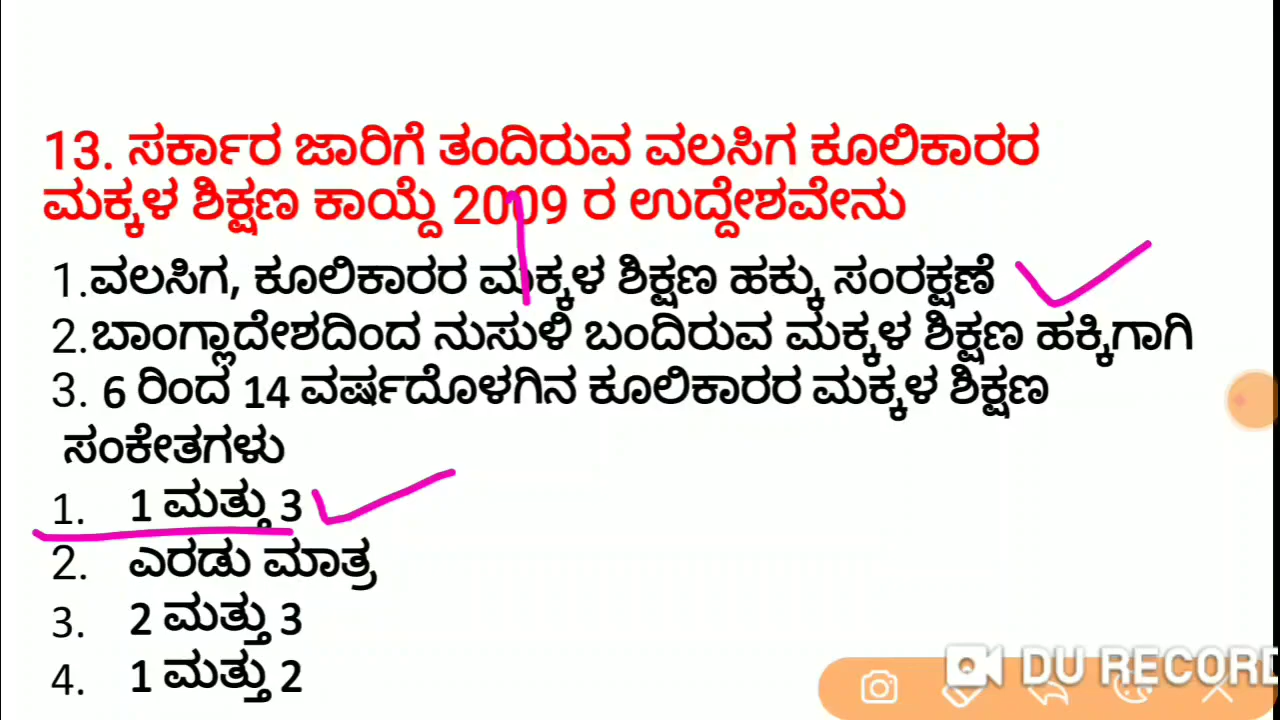 13. ಸರ್ಕಾರ ಜಾರಿಗೆ ತಂದಿರುವ ವಲಸಿಗ ಕೂಲಿಕಾರರ
ಮಕ್ಕಳ ಶಿಕ್ಷಣ ಕಾಯ್ದೆ 2009 ರ ಉದ್ದೇಶವೇನು
1.ವಲಸಿಗ, ಕೂಲಿಕಾರರ ಮಕ್ಕಳ ಶಿಕ್ಷಣ ಹಕ್ಕು ಸಂರಕ್ಷಣೆ
2.ಬಾಂಗ್ಲಾದೇಶದಿಂದ ನುಸುಳಿ ಬಂದಿರುವ ಮಕ್ಕಳ ಶಿಕ್ಷಣ ಹಕ್ಕಿಗಾಗಿ
3. 6 ರಿಂದ 14 ವರ್ಷದೊಳಗಿನ ಕೂಲಿಕಾರರ ಮಕ್ಕಳ ಶಿಕ್ಷಣ
ಸಂಕೇತಗಳು
1. 1 ಮತ್ತು 3
2. ಎರಡು ಮಾತ್ರ
3. 2 ಮತ್ತು 3
4. 1 ಮತ್ತು 2
DU RECORD